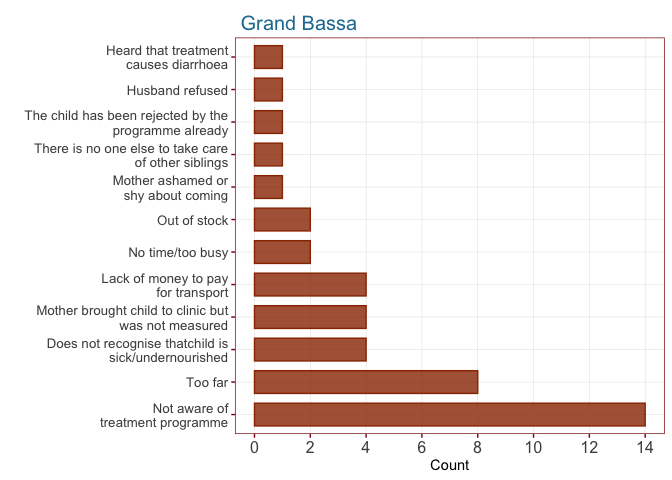 Grand Bassa
Heard that treatment
causes diarrhoea
Husband refused
The child has been rejected by the
programme already
There is no one else to take care
of other siblings
Mother ashamed or
shy about coming
Out of stock
No time/too busy
Lack of money to pay
for transport
Mother brought child to clinic but
was not measured
Does not recognise thatchild is
sick/undernourished
Too far
Not aware of
treatment programme
0 2 4 6 8 10 12 14
Count